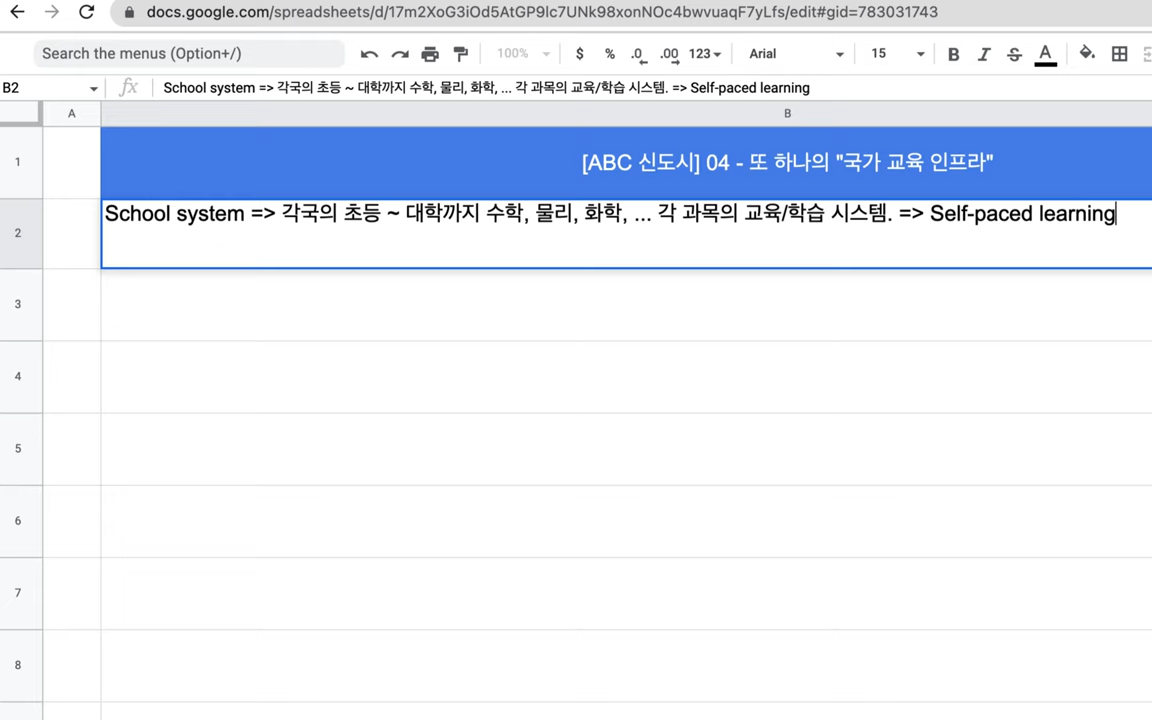 docs.google.com/spreadsheets/d/17m2XoG3iOd5AtGP9lc7UNk98xonNOc4bwvuaqF7yLfs/edit#gid=783031743
Search the menus (Option+/)
100%
$
%
.0
.00
123
Arial
15
B
I
S
A
B2
fx
School system => 각국의 초등 ~ 대학까지 수학, 물리, 화학, ... 각 과목의 교육/학습 시스템. => Self-paced learning
A
B
1
[ABC 신도시] 04 - 또 하나의 "국가 교육 인프라"
2
School system => 각국의 초등 ~ 대학까지 수학, 물리, 화학, ... 각 과목의 교육/학습 시스템. => Self-paced learning
3
4
5
6
7
8